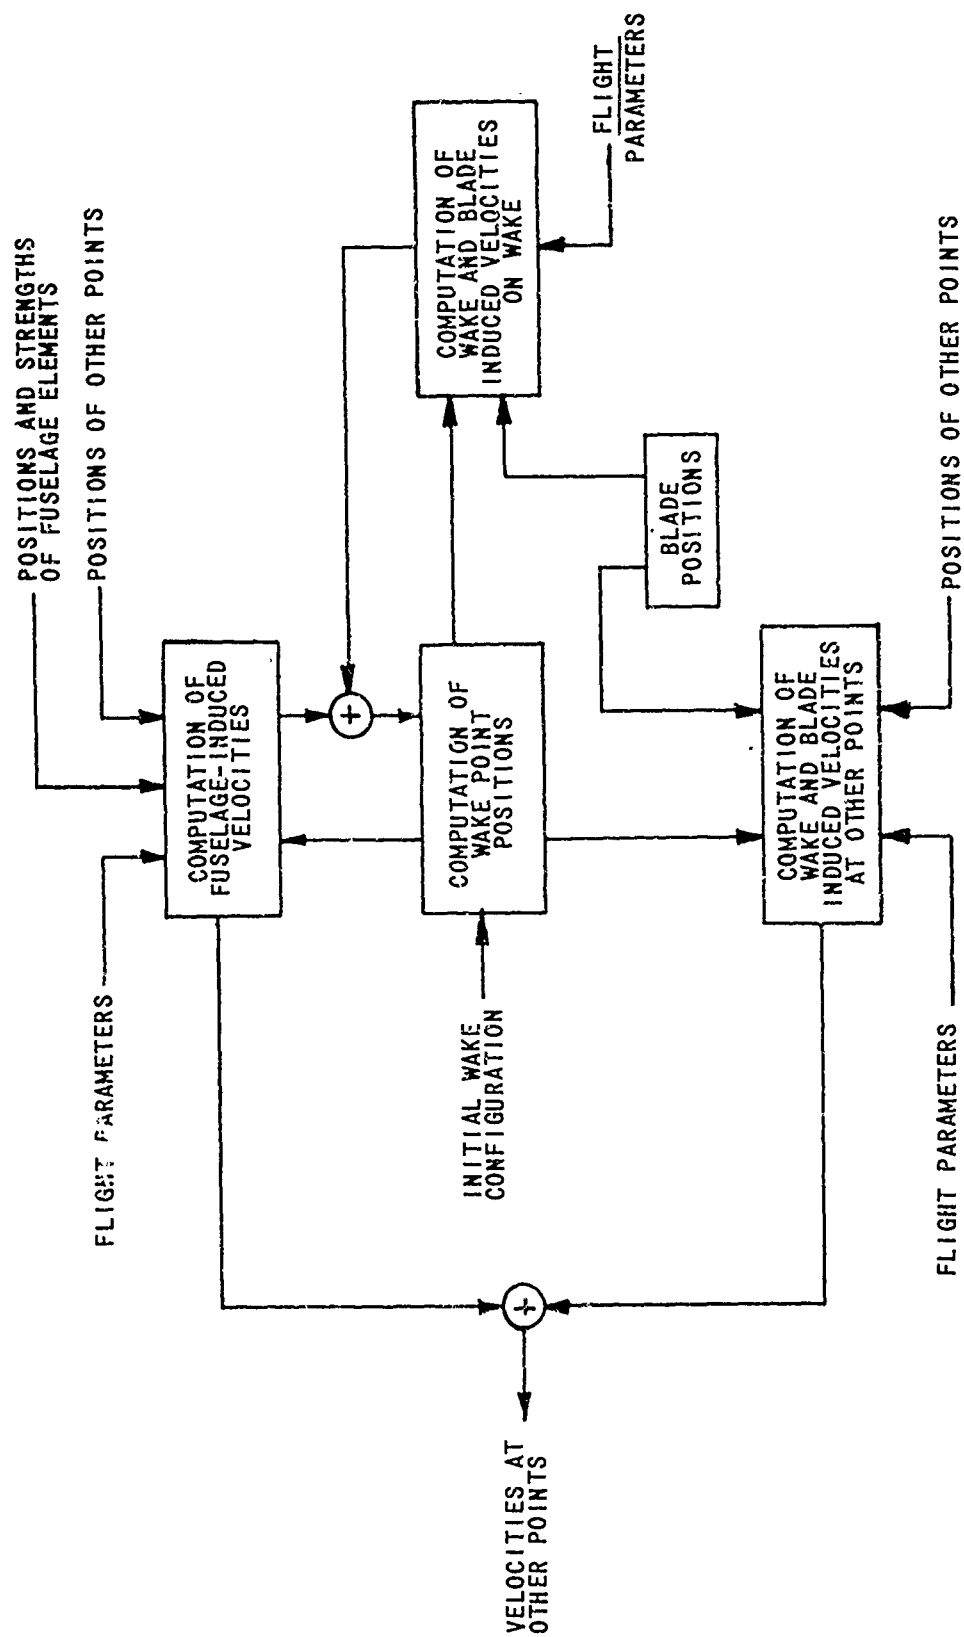 POSITIONS AND STRENGTHS
OF FUSELAGE ELEMENTS
POSITIONS OF OTHER POINTS
FLIGHT PARAMETERS
COMPUTATION OF
FUSELAGE-INDUCED
VELOCITIES
+
COMPUTATION OF
WAKE AND BLADE
INDUCED VELOCITIES
ON WAKE
FLIGHT
PARAMETERS
INITIAL WAKE
CONFIGURATION
COMPUTATION OF
WAKE POINT
POSITIONS
BLADE
POSITIONS
VELOCITIES AT
OTHER POINTS
+
COMPUTATION OF
WAKE AND BLADE
INDUCED VELOCITIES
AT OTHER POINTS
FLIGHT PARAMETERS
POSITIONS OF OTHER POINTS